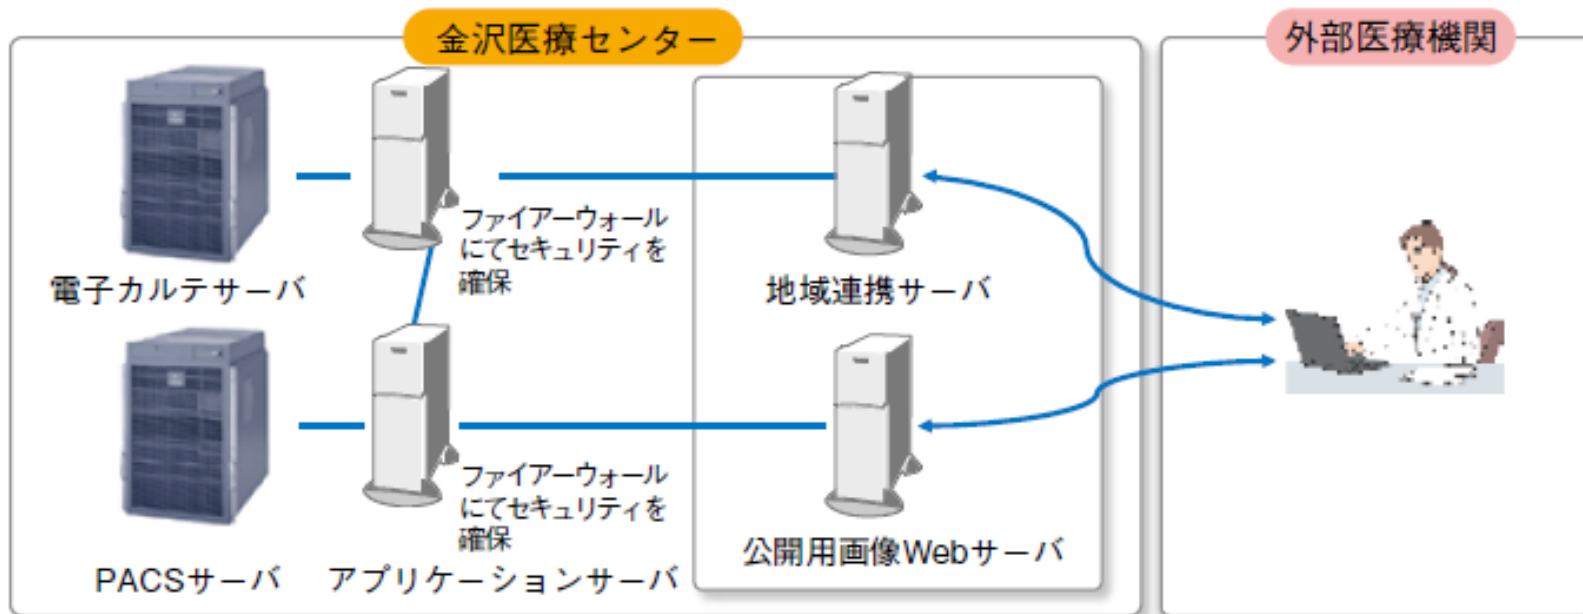 金沢医療センター
外部医療機関
ファイアーウォール
にてセキュリティを
確保
電子カルテサーバ
地域連携サーバ
ファイアーウォール
にてセキュリティを
確保
公開用画像Webサーバ
PACSサーバ
アプリケーションサーバ